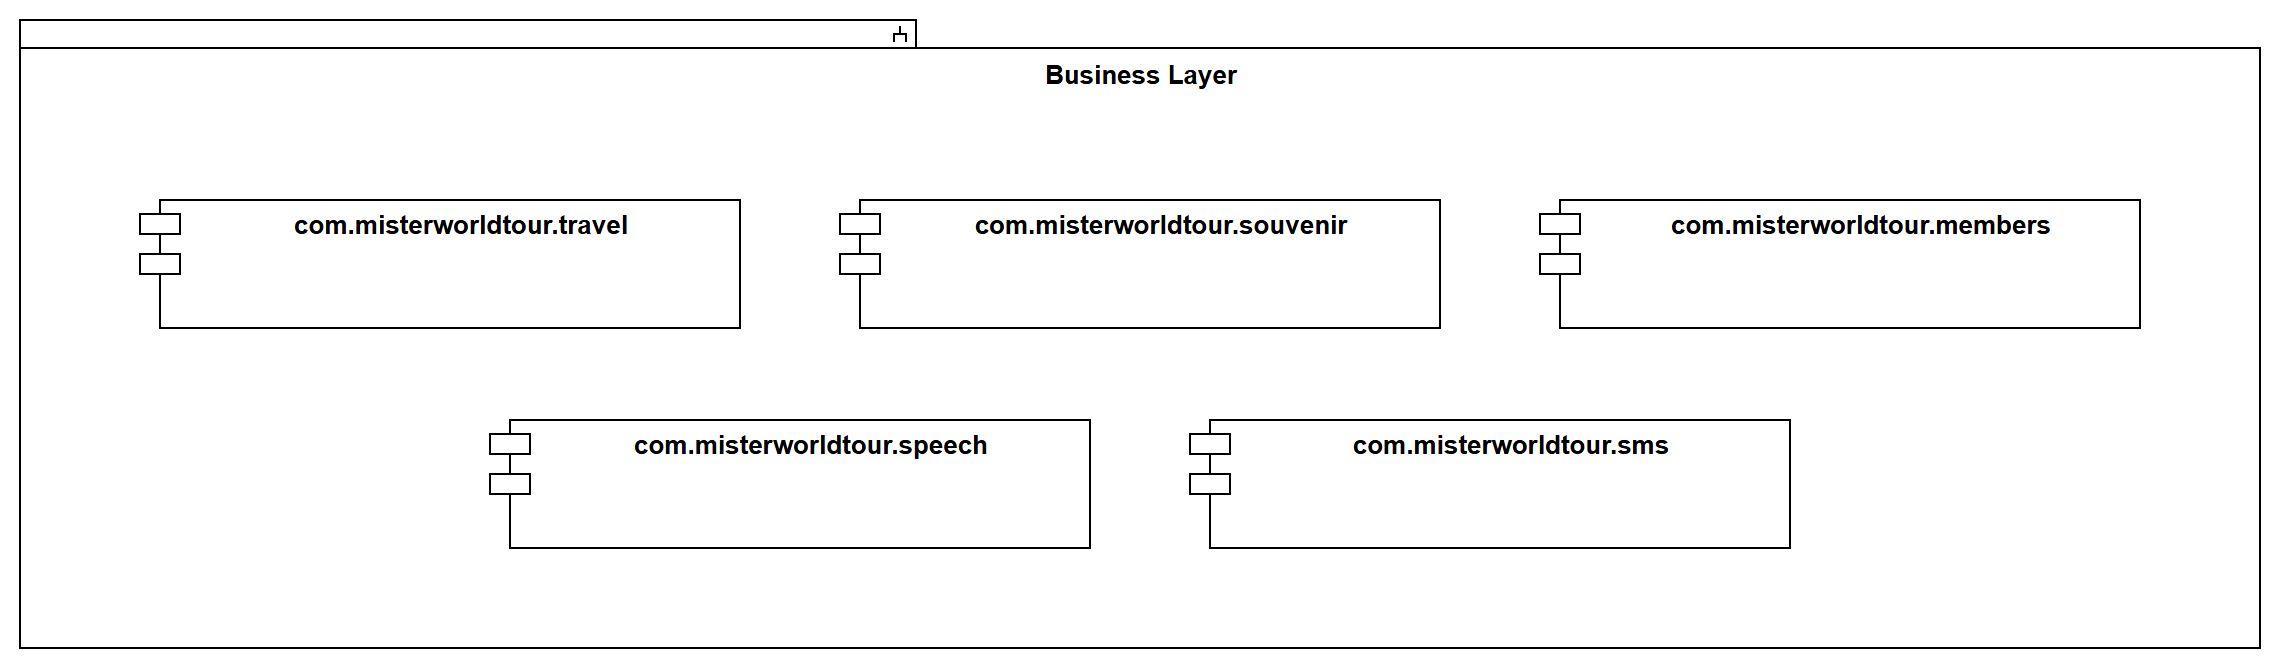 Business Layer
com.misterworldtour.travel
com.misterworldtour.souvenir
com.misterworldtour.members
com.misterworldtour.speech
com.misterworldtour.sms